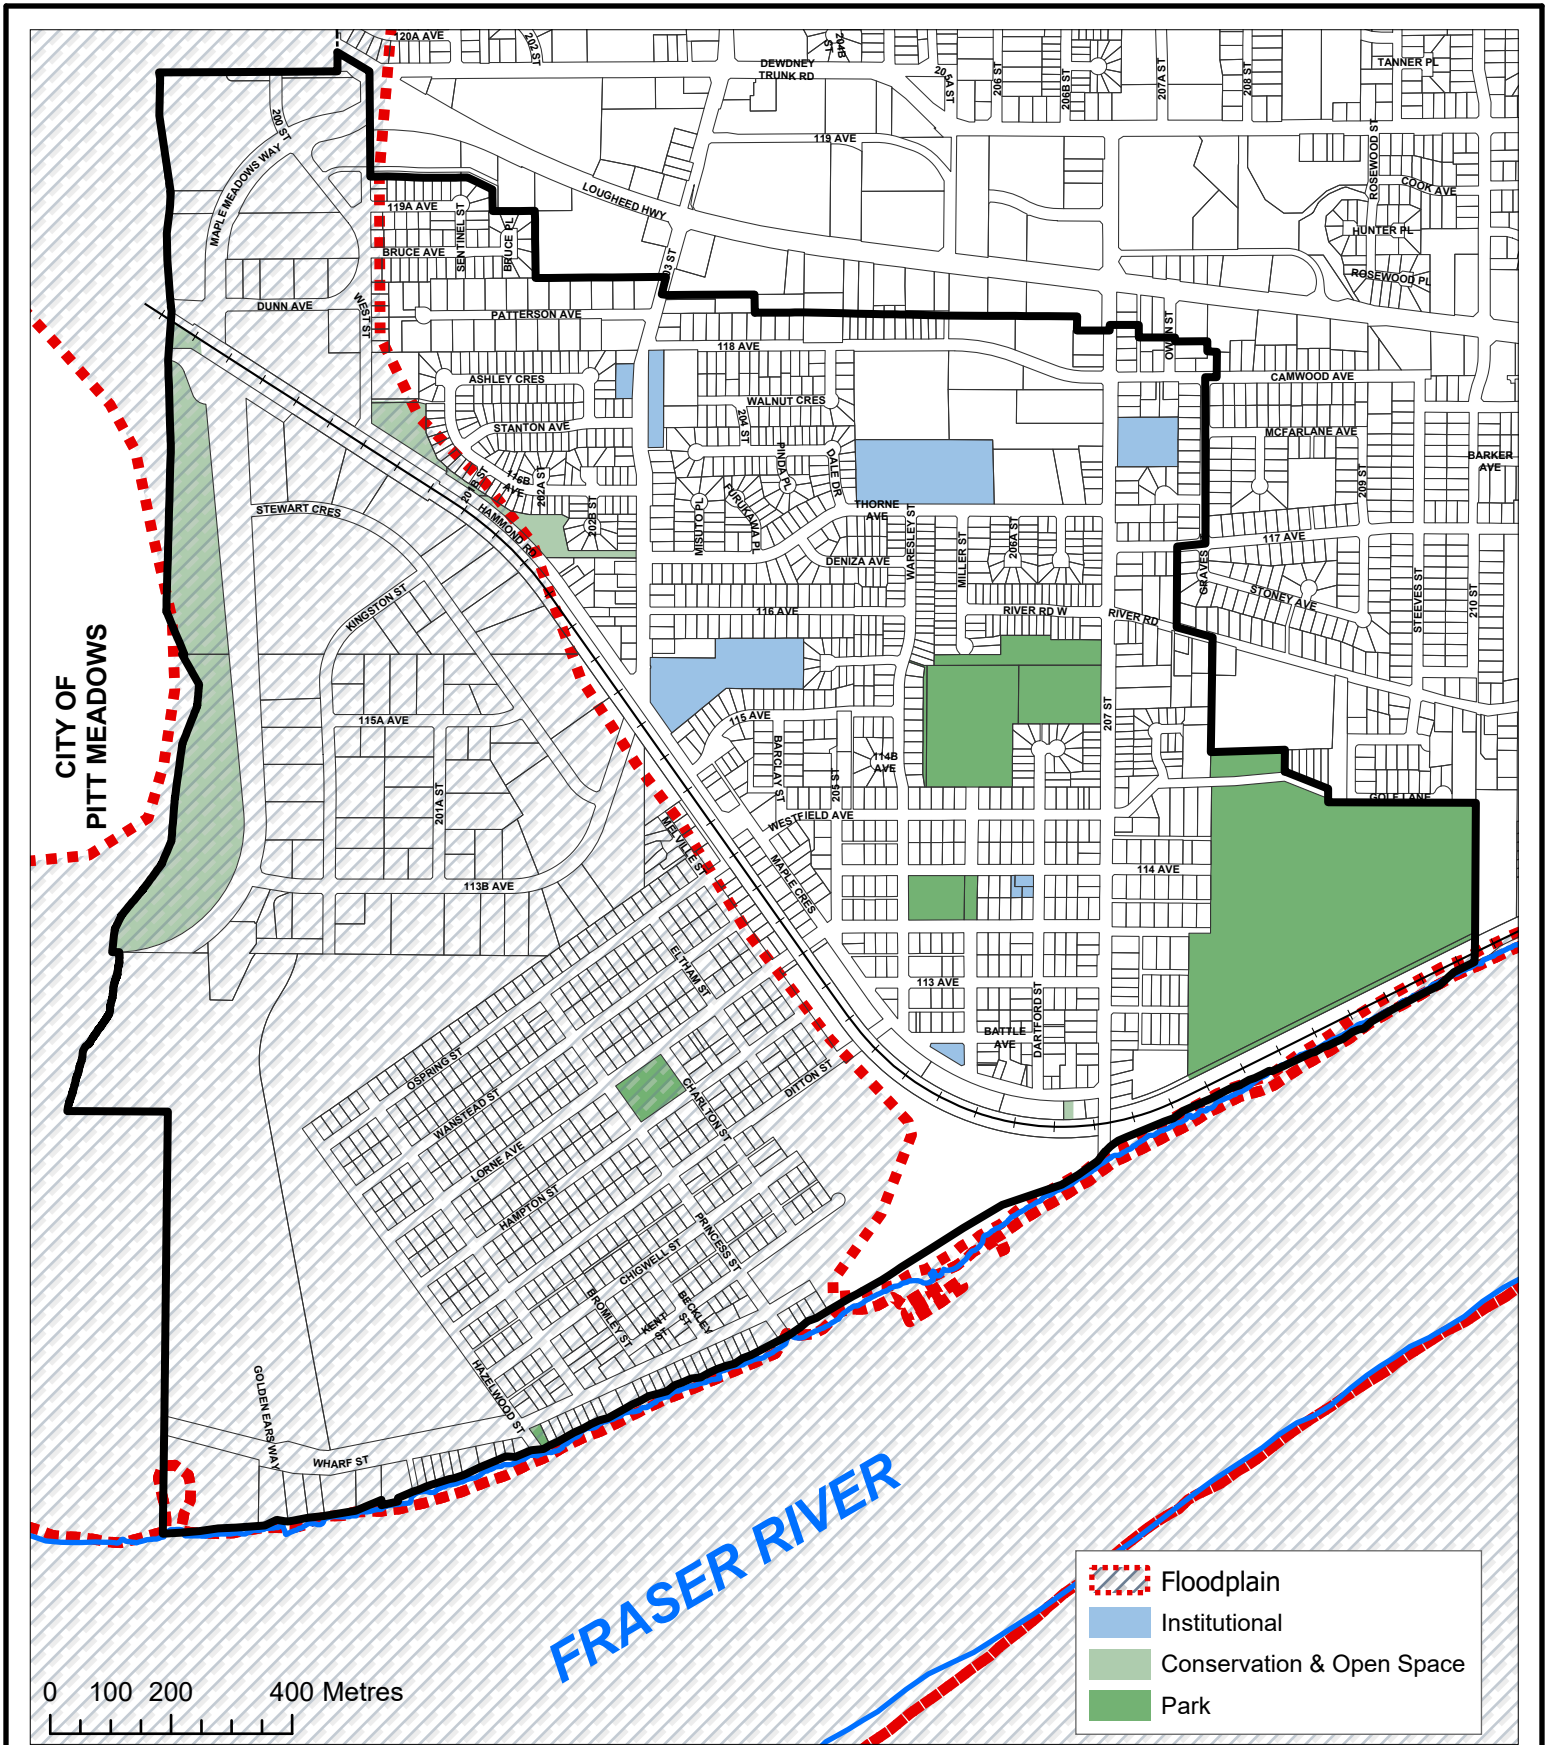 120A AVE
202 ST
204B
ST
DEWDNEY
TRUNK RD
205A ST
206 ST
206B ST
207A ST
208 ST
TANNER PL
200 ST
MAPLE MEADOWS WAY
119 AVE
ROSEWOOD ST
COOK AVE
LOUGHEED HWY
119A AVE
SENTINEL ST
BRUCE PL
HUNTER PL
BRUCE AVE
03 ST
ROSEWOOD PL
DUNN AVE
WEST ST
PATTERSON AVE
118 AVE
CAMWOOD AVE
ASHLEY CRES
WALNUT CRES
204 ST
STANTON AVE
MCFARLANE AVE
BARKER
AVE
PINDA PL
DALE DR
201B ST
116B
AVE
202A ST
209 ST
STEWART CRES
HAMMOND RD
202B ST
MISUTO PL
FURUKAWA PL
THORNE
AVE
WARESLEY ST
MILLER ST
206A ST
117 AVE
DENIZA AVE
GRAVES
STONEY AVE
STEEVES ST
210 ST
KINGSTON ST
116 AVE
RIVER RD W
RIVER RD
CITY OF
PITT MEADOWS
115A AVE
115 AVE
207 ST
BARCLAY ST
114B
AVE
201A ST
205 ST
GOLF LANE
MELVILLE ST
WESTFIELD AVE
MAPLE CRES
114 AVE
113B AVE
ELTHAM ST
113 AVE
DARTFORD ST
BATTLE
AVE
OSPRING ST
WANSTEAD ST
CHARLTON ST
DITTON ST
LORNE AVE
HAMPTON ST
PRINCESS ST
CHIGWELL ST
BROMLEY ST
KENT
ST
BECKLEY
ST
HAZELWOOD ST
GOLDEN EARS WAY
WHARF ST
FRASER RIVER
Floodplain
Institutional
Conservation & Open Space
Park
0 100 200 400 Metres